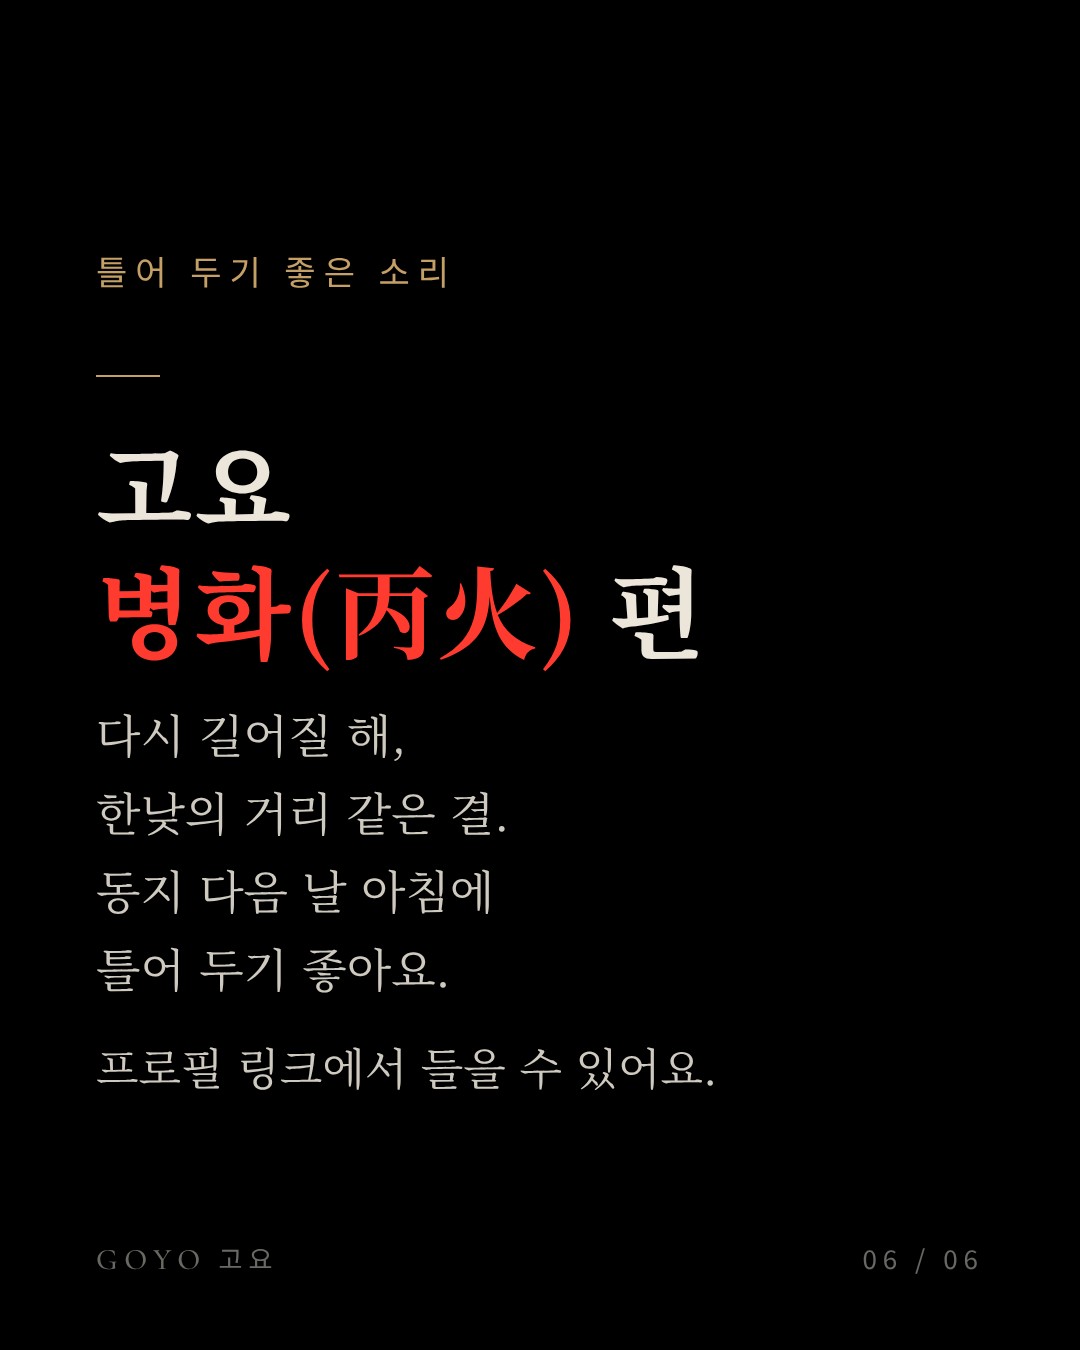 틀어 두기 좋은 소리
고요
병화(丙火) 편
다시 길어질 해,
한낮의 거리 같은 결.
동지 다음 날 아침에
틀어 두기 좋아요.
프로필 링크에서 들을 수 있어요.
GOYO 고요
06 / 06